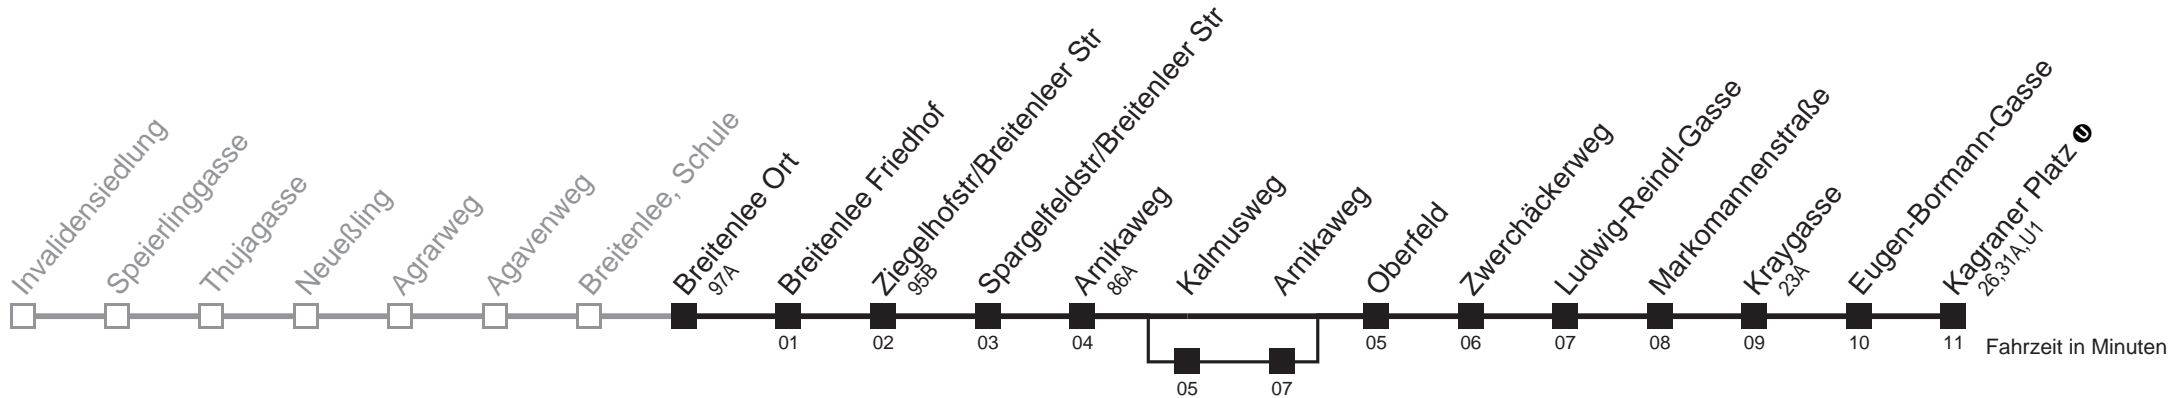 Invalidensiedlung
Speierlinggasse
Thujagasse
Neueßling
Agrarweg
Agavenweg
Breitenlee, Schule
Breitenlee Ort
97A
Breitenlee Friedhof
Ziegelhofstr/Breitenleer Str
95B
Spargelfeldstr/Breitenleer Str
Arnikaweg
86A
Kalmusweg
Arnikaweg
Oberfeld
Zwerchäckerweg
Ludwig-Reindl-Gasse
Markomannenstraße
Kraygasse
23A
Eugen-Bormann-Gasse
Kagraner Platz U
26,31A,U1
01 02 03 04 05 06 07 08 09 10 11 Fahrzeit in Minuten
05 07